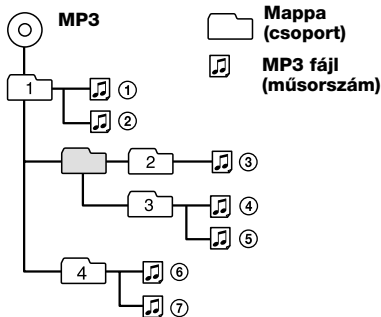 MP3
Mappa
(csoport)
MP3 fájl
(műsorszám)
1
①
②
2
③
3
④
⑤
4
⑥
⑦